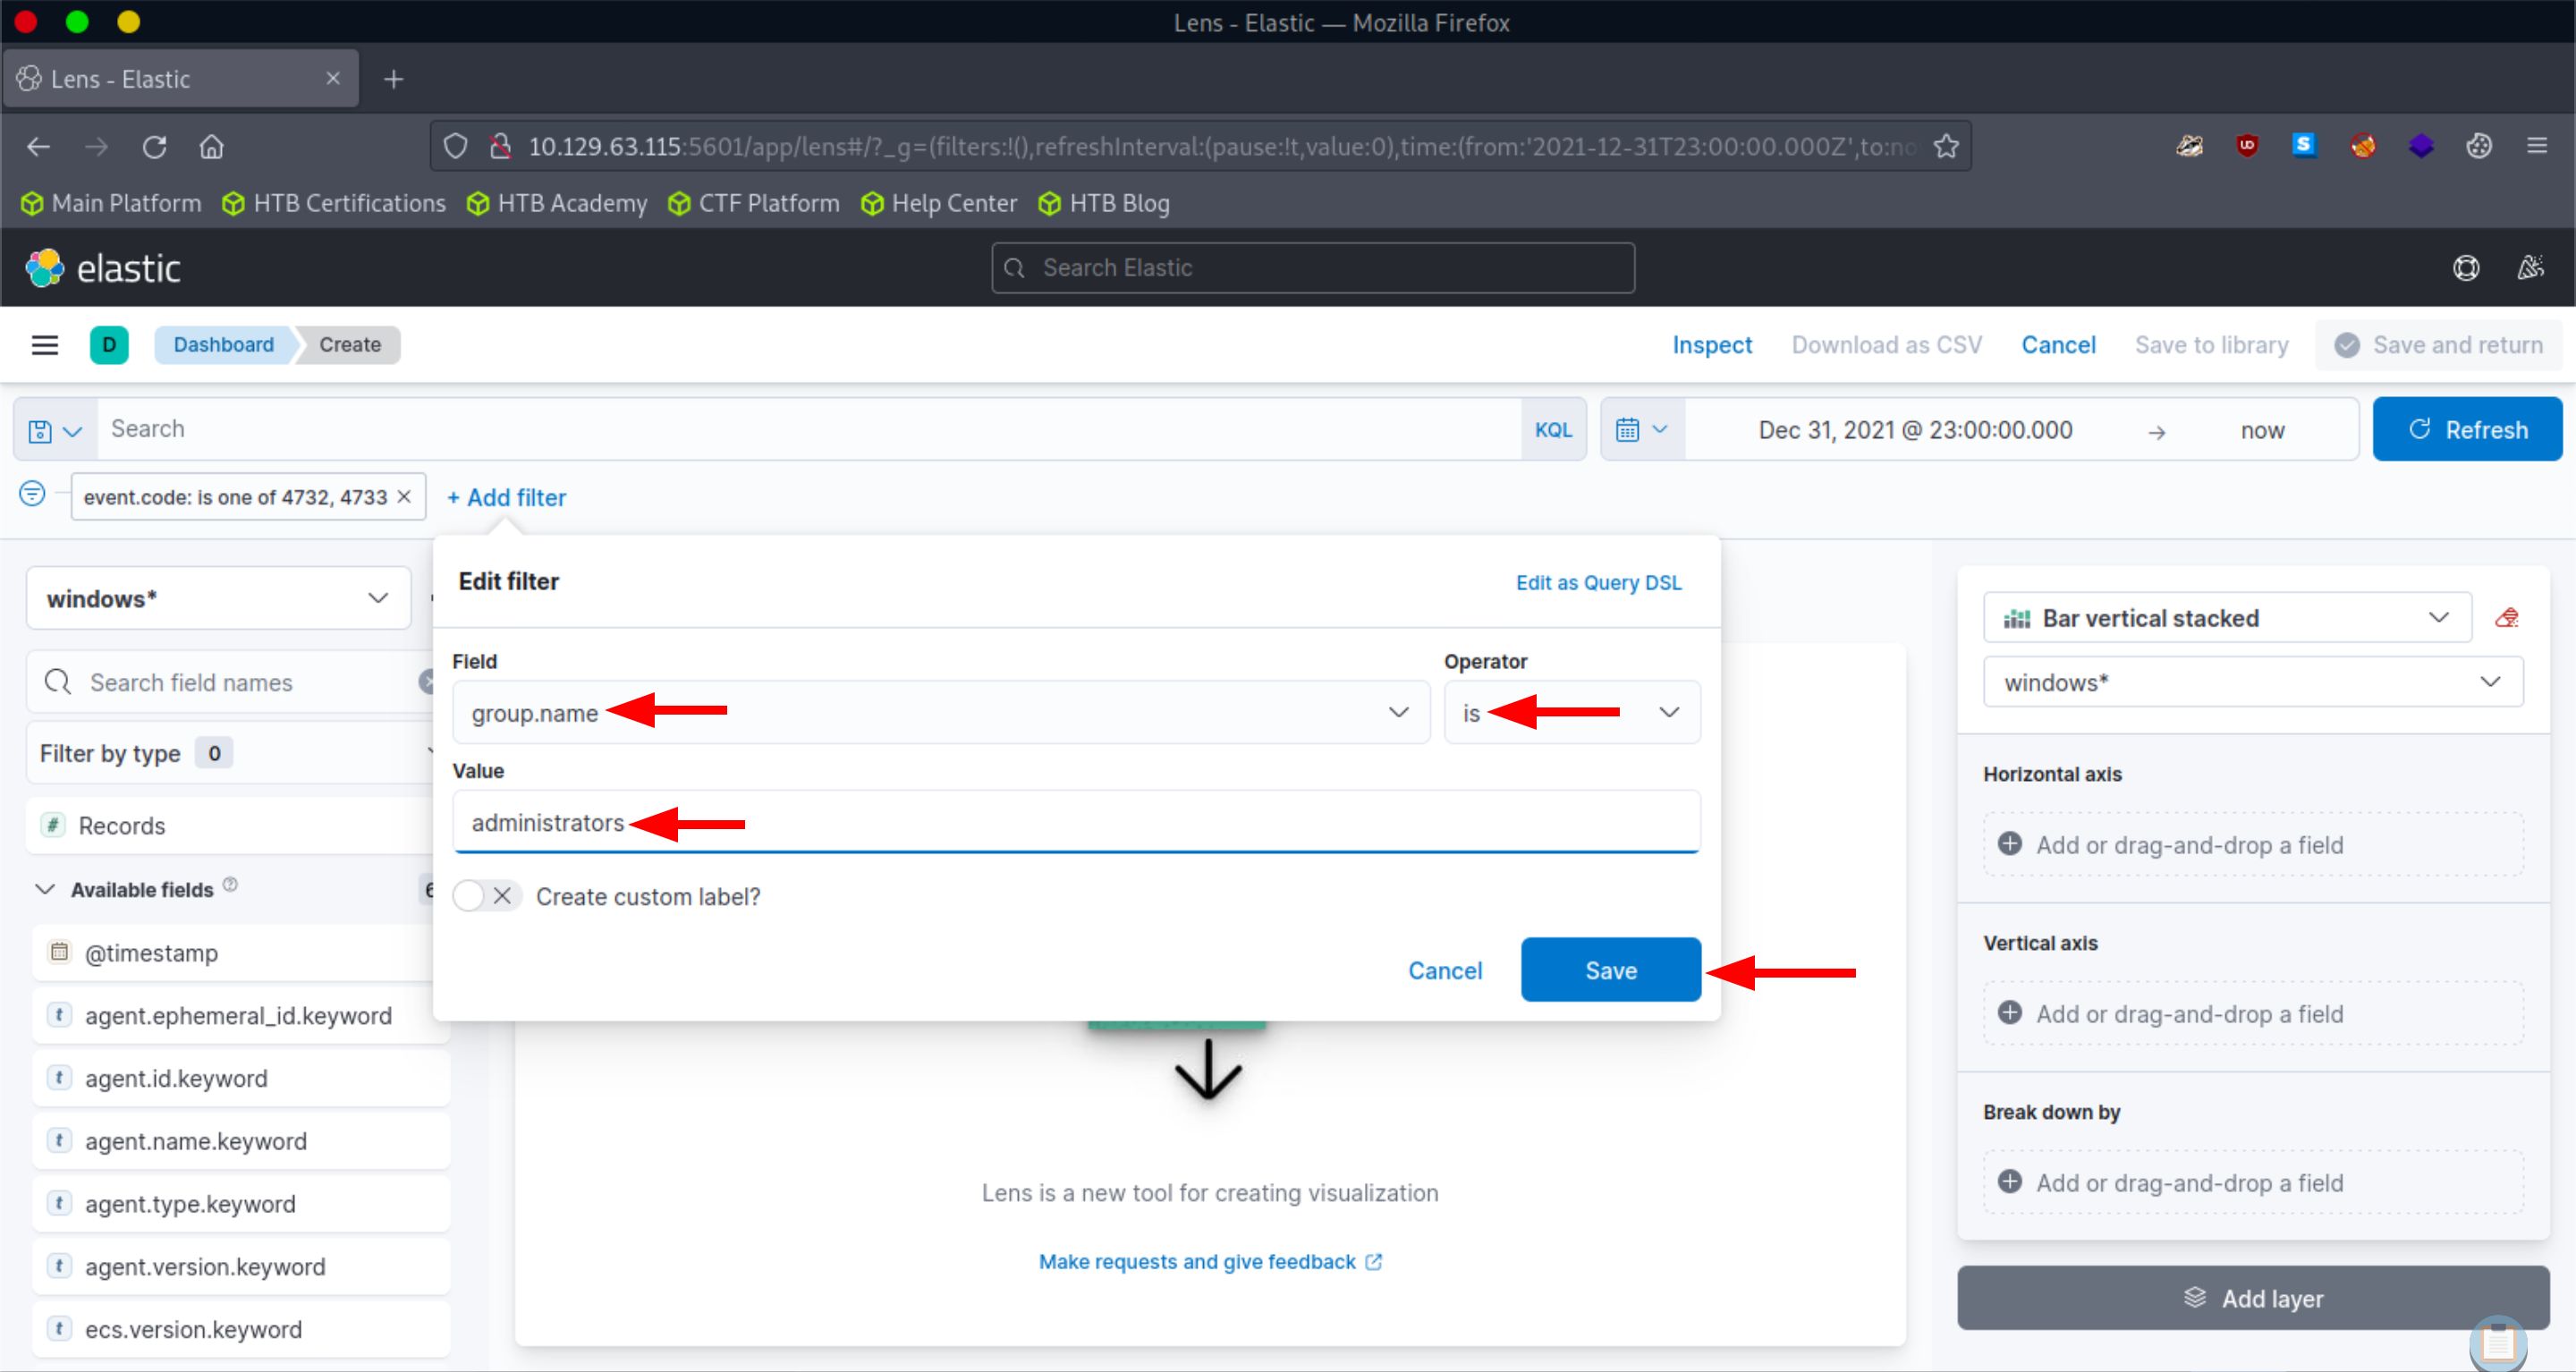 Lens - Elastic — Mozilla Firefox
Lens - Elastic
10.129.63.115:5601/app/lens#/?_g=(filters:!(),refreshInterval:(pause:!t,value:0),time:(from:'2021-12-31T23:00:00.000Z',to:no
Main Platform HTB Certifications HTB Academy CTF Platform Help Center HTB Blog
elastic
Search Elastic
D Dashboard Create
Inspect Download as CSV Cancel Save to library Save and return
Search KQL
Dec 31, 2021 @ 23:00:00.000 → now
Refresh
event.code: is one of 4732, 4733 × + Add filter
windows*
Search field names
Filter by type 0
# Records
Available fields
@timestamp
t agent.ephemeral_id.keyword
t agent.id.keyword
t agent.name.keyword
t agent.type.keyword
t agent.version.keyword
t ecs.version.keyword
Edit filter
Edit as Query DSL
Field
Operator
group.name
is
Value
administrators
Create custom label?
Cancel
Save
Lens is a new tool for creating visualization
Make requests and give feedback
Bar vertical stacked
windows*
Horizontal axis
Add or drag-and-drop a field
Vertical axis
Add or drag-and-drop a field
Break down by
Add or drag-and-drop a field
Add layer